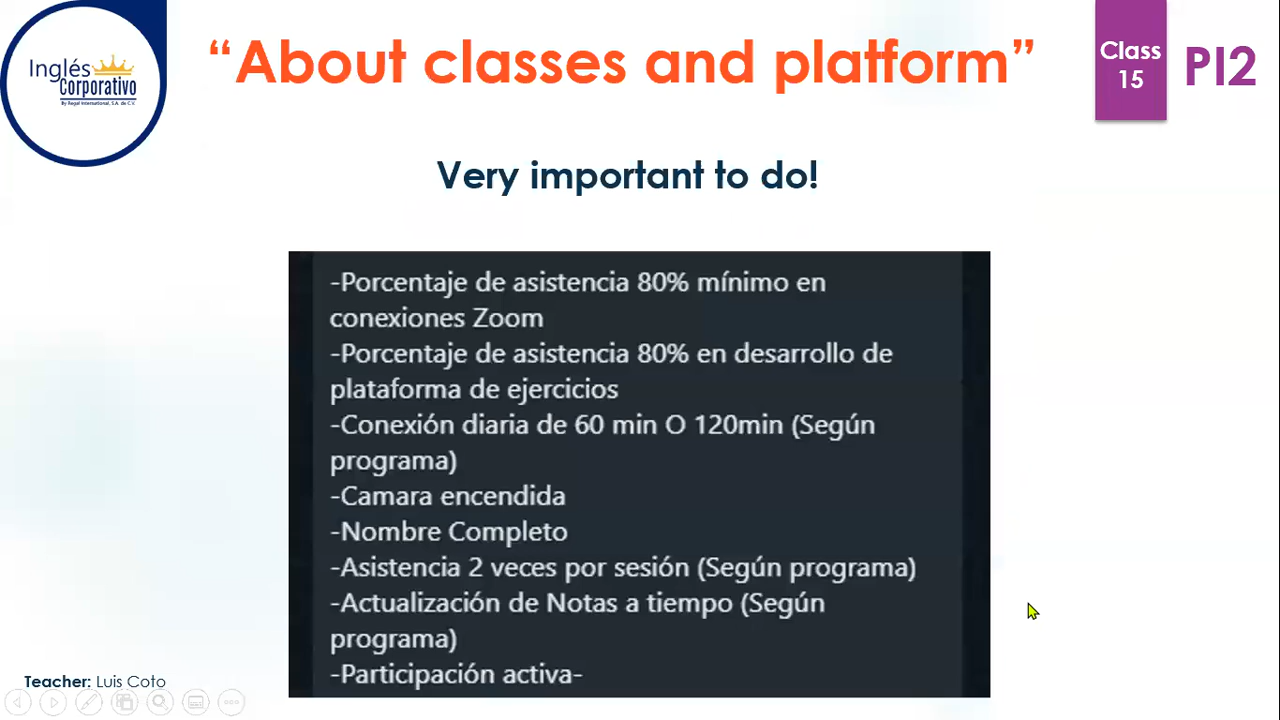 Inglés
Corporativo
By Regal International, S.A. de C.V.
“About classes and platform”
Class
15
PI2
Very important to do!
-Porcentaje de asistencia 80% mínimo en
conexiones Zoom
-Porcentaje de asistencia 80% en desarrollo de
plataforma de ejercicios
-Conexión diaria de 60 min O 120min (Según
programa)
-Camara encendida
-Nombre Completo
-Asistencia 2 veces por sesión (Según programa)
-Actualización de Notas a tiempo (Según
programa)
-Participación activa-
Teacher: Luis Coto